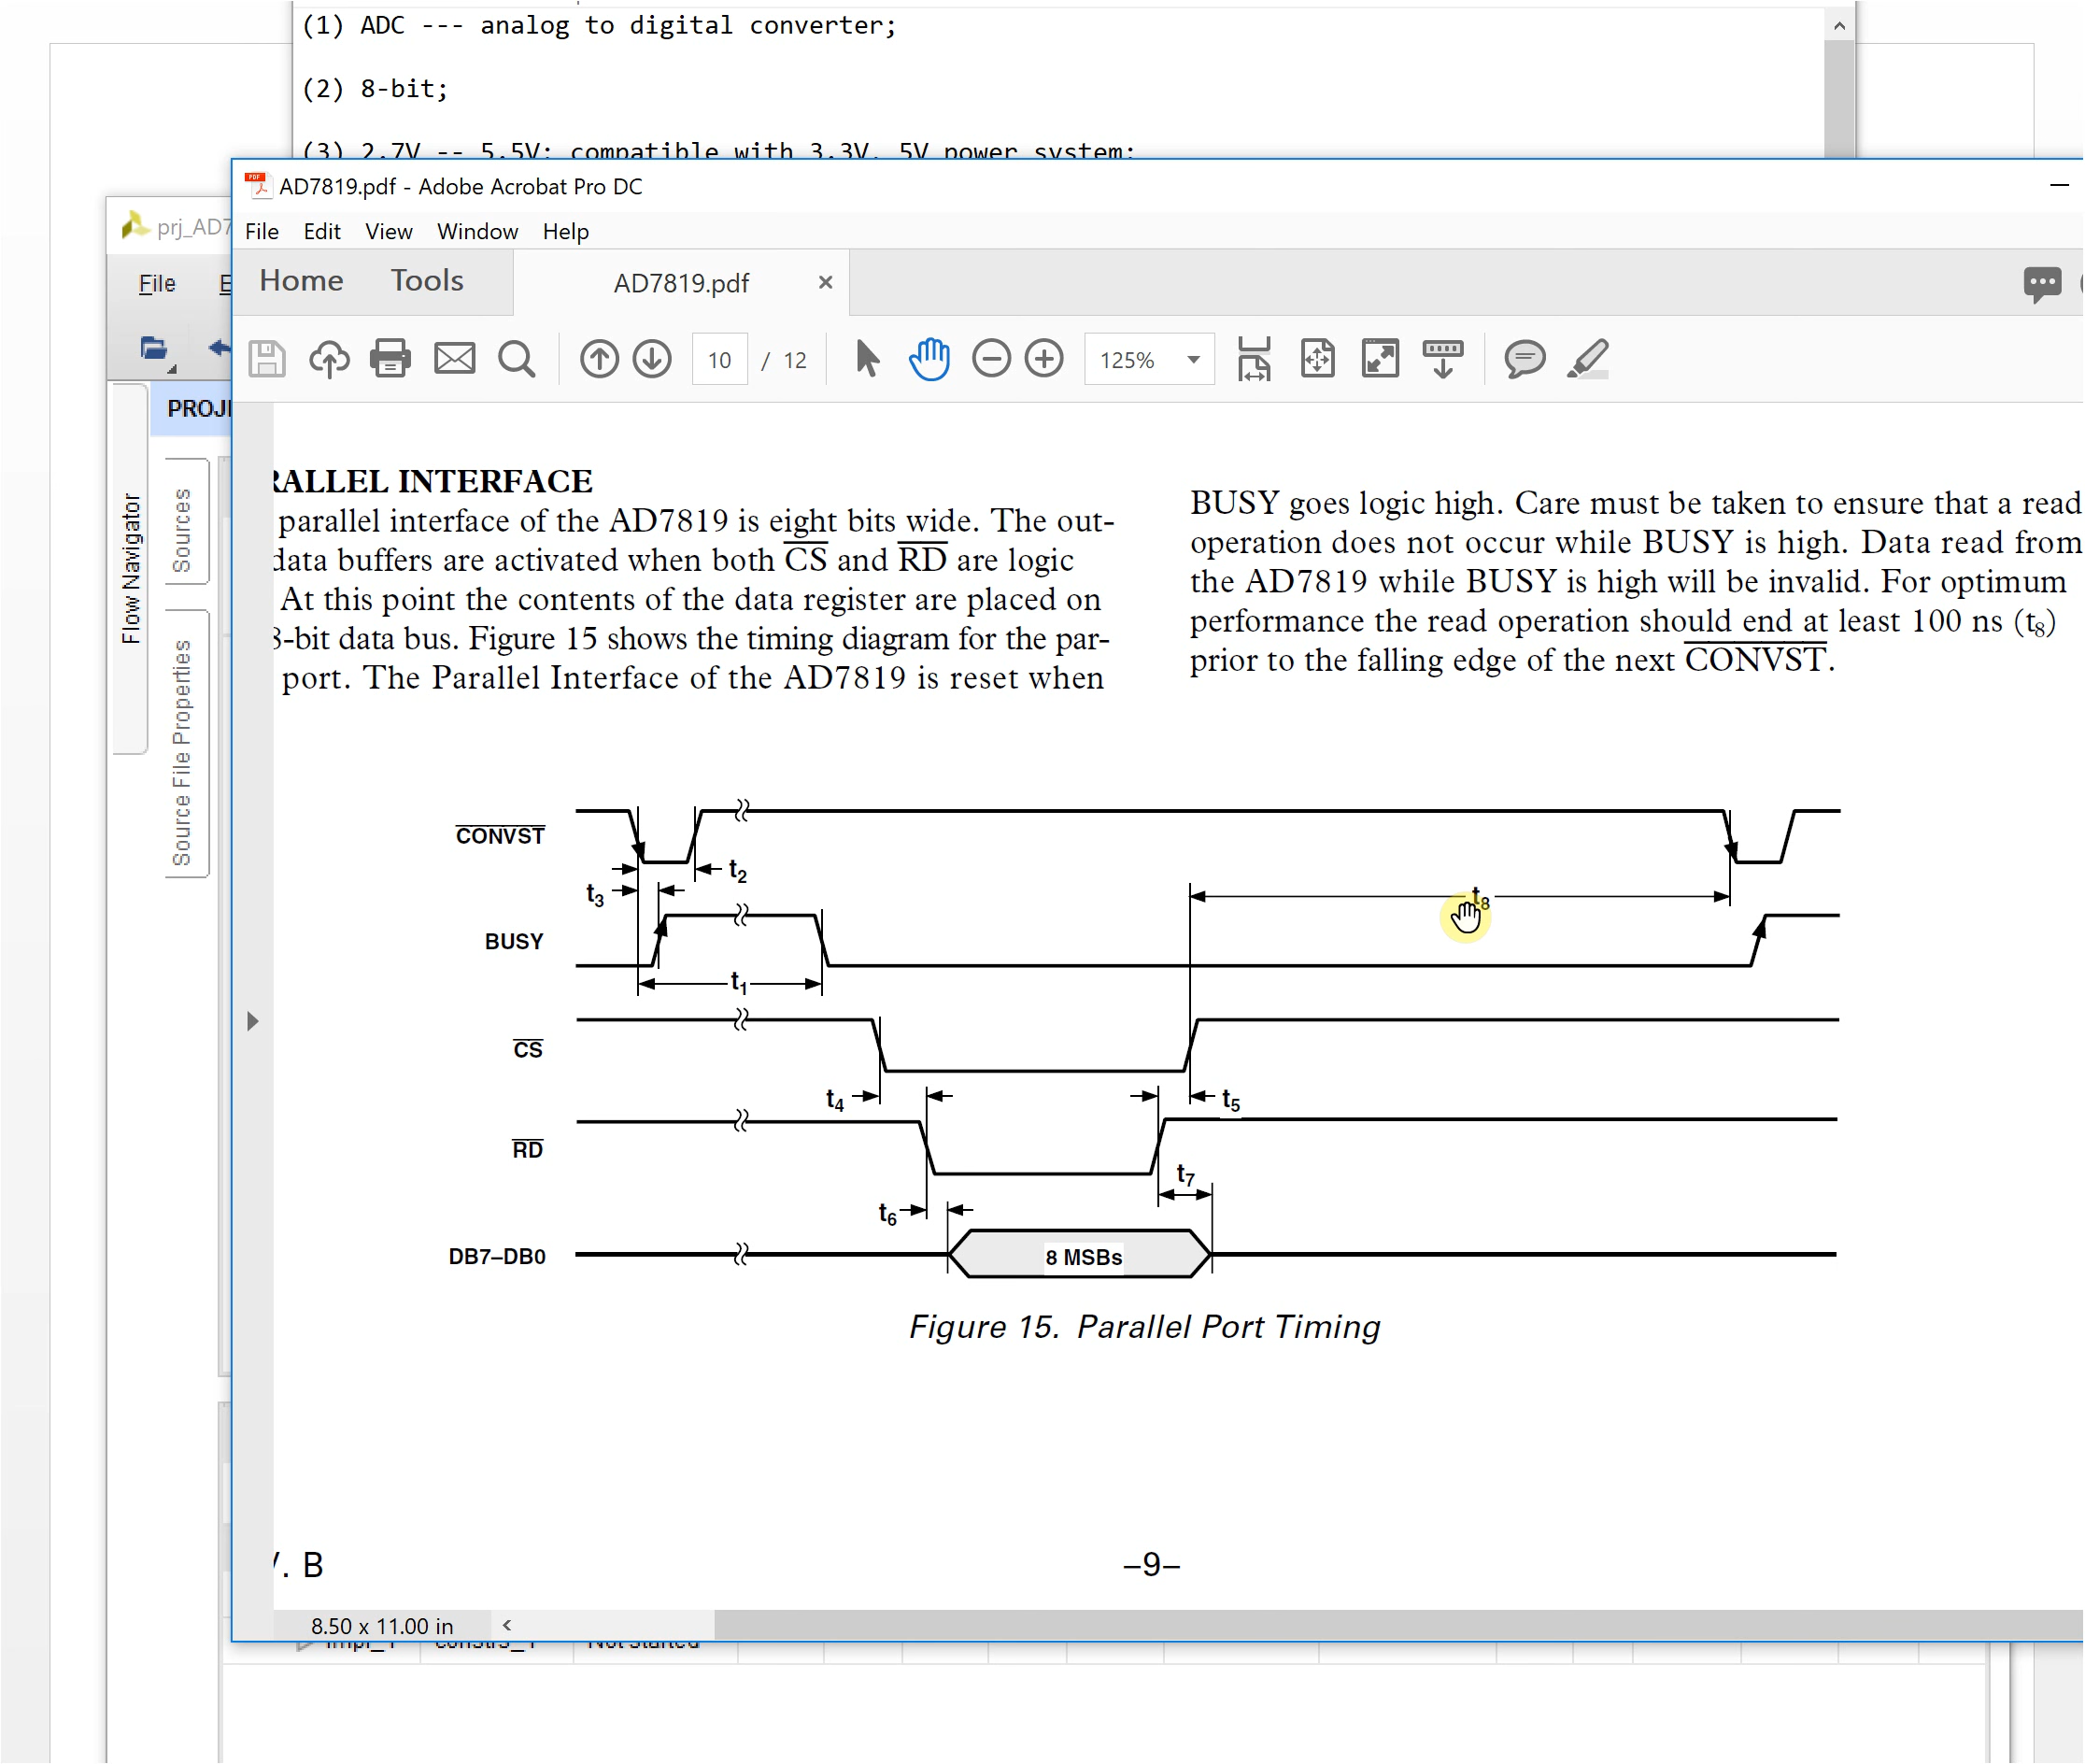 (1) ADC --- analog to digital converter;
(2) 8-bit;
(3) 2.7V -- 5.5V; compatible with 3.3V, 5V power system;
prj_AD7
File E
PROJ
Flow Navigator
Sources
Source File Properties
AD7819.pdf - Adobe Acrobat Pro DC
File Edit View Window Help
Home Tools AD7819.pdf ×
10 / 12 125%
RALLEL INTERFACE
parallel interface of the AD7819 is eight bits wide. The out-
data buffers are activated when both CS and RD are logic
At this point the contents of the data register are placed on
8-bit data bus. Figure 15 shows the timing diagram for the par-
port. The Parallel Interface of the AD7819 is reset when
BUSY goes logic high. Care must be taken to ensure that a read
operation does not occur while BUSY is high. Data read from
the AD7819 while BUSY is high will be invalid. For optimum
performance the read operation should end at least 100 ns (t8)
prior to the falling edge of the next CONVST.
CONVST
t2
t3
t8
BUSY
t1
CS
t4
t5
RD
t7
t6
DB7–DB0
8 MSBs
Figure 15. Parallel Port Timing
. B
–9–
8.50 x 11.00 in
impl_1 constrs_1 Not started